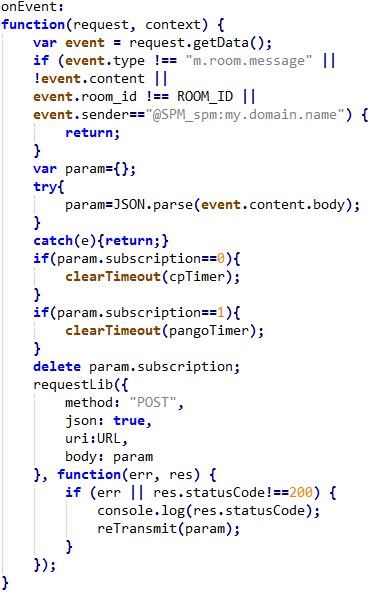 onEvent:
function(request, context) {
    var event = request.getData();
    if (event.type !== "m.room.message" ||
    !event.content ||
    event.room_id !== ROOM_ID ||
    event.sender=="@SPM_spm:my.domain.name") {
        return;
    }
    var param={};
    try{
        param=JSON.parse(event.content.body);
    }
    catch(e){return;}
    if(param.subscription==0){
        clearTimeout(cpTimer);
    }
    if(param.subscription==1){
        clearTimeout(pangoTimer);
    }
    delete param.subscription;
    requestLib({
        method: "POST",
        json: true,
        uri:URL,
        body: param
    }, function(err, res) {
        if (err || res.statusCode!==200) {
            console.log(res.statusCode);
            reTransmit(param);
        }
    });
}